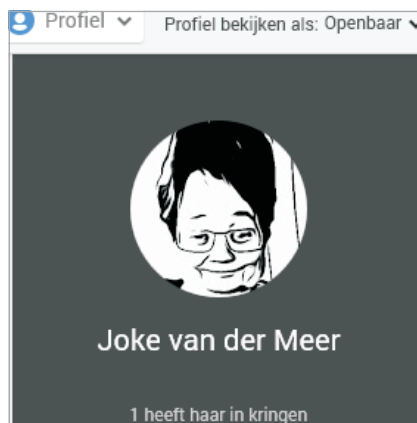 Profiel
Profiel bekijken als: Openbaar
Joke van der Meer
1 heeft haar in kringen